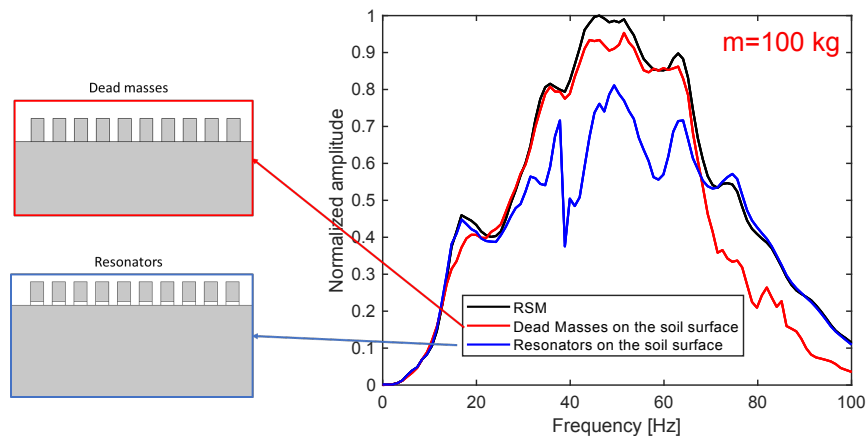 Dead masses
Resonators
m=100 kg
Normalized amplitude
1
0.9
0.8
0.7
0.6
0.5
0.4
0.3
0.2
0.1
0
RSM
Dead Masses on the soil surface
Resonators on the soil surface
0 20 40 60 80 100
Frequency [Hz]